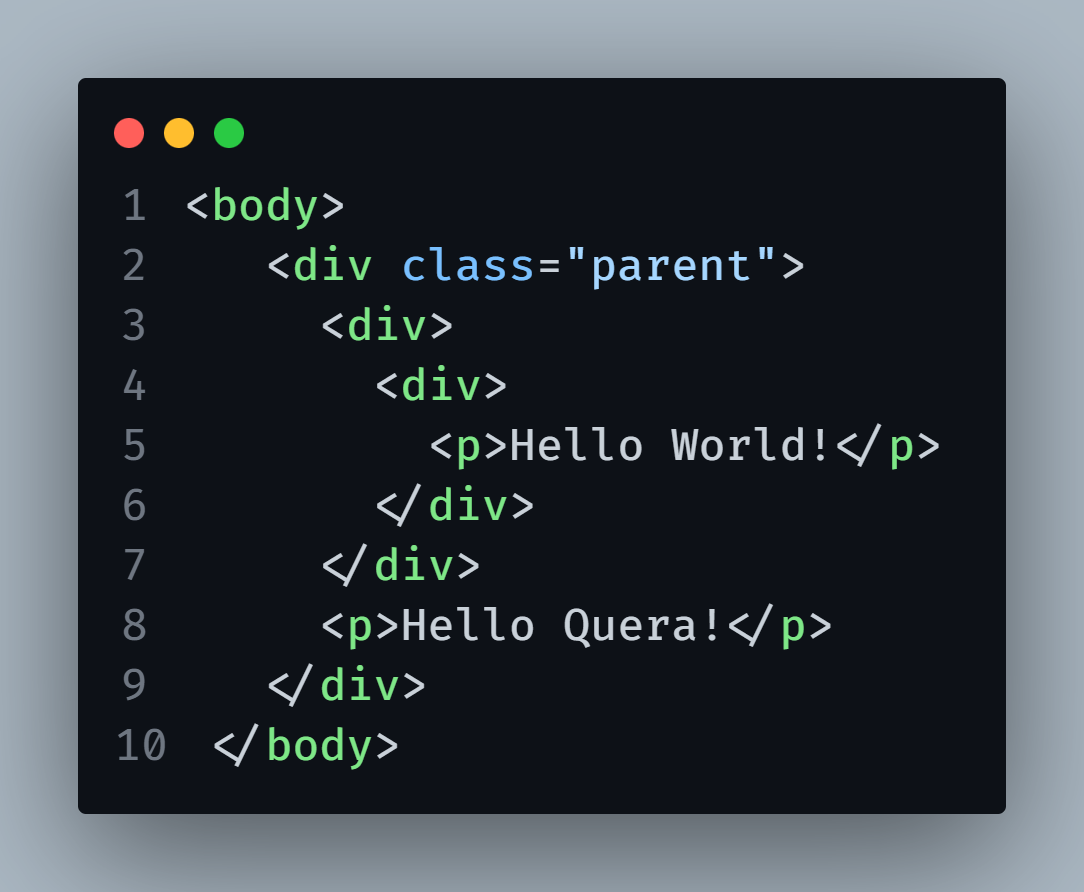 1 <body>
2    <div class="parent">
3      <div>
4        <div>
5          <p>Hello World!</p>
6        </div>
7      </div>
8      <p>Hello Quera!</p>
9    </div>
10  </body>